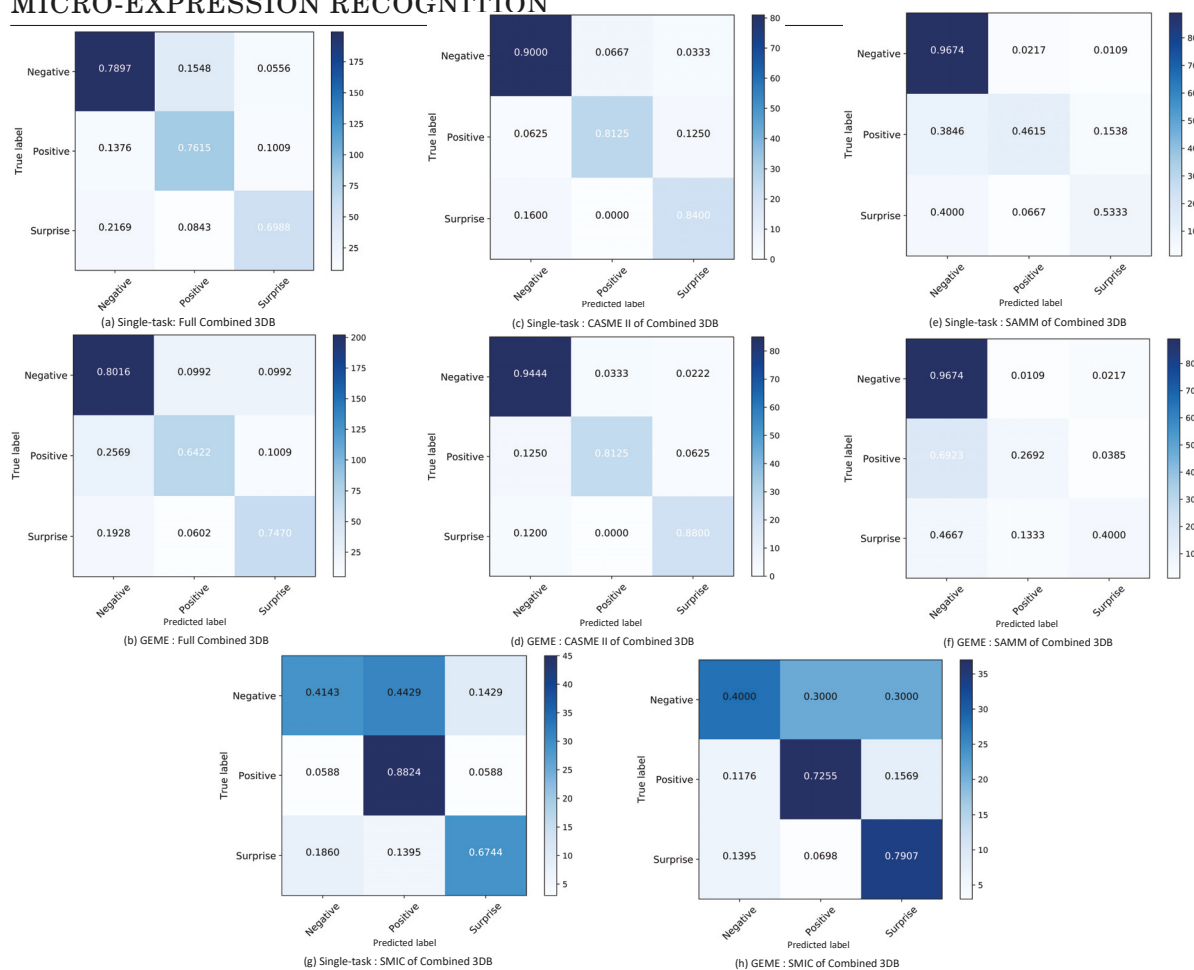 MICRO-EXPRESSION RECOGNITION
Negative 0.7897 0.1548 0.0556
Positive 0.1376 0.7615 0.1009
Surprise 0.2169 0.0843 0.6988
True label
Negative Positive Surprise
175
150
125
100
75
50
25
(a) Single-task: Full Combined 3DB
Negative 0.9000 0.0667 0.0333
Positive 0.0625 0.8125 0.1250
Surprise 0.1600 0.0000 0.8400
True label
Negative Positive Surprise
Predicted label
80
70
60
50
40
30
20
10
0
(c) Single-task : CASME II of Combined 3DB
Negative 0.9674 0.0217 0.0109
Positive 0.3846 0.4615 0.1538
Surprise 0.4000 0.0667 0.5333
True label
Negative Positive Surprise
Predicted label
80
70
60
50
40
30
20
10
(e) Single-task : SAMM of Combined 3DB
Negative 0.8016 0.0992 0.0992
Positive 0.2569 0.6422 0.1009
Surprise 0.1928 0.0602 0.7470
True label
Negative Positive Surprise
Predicted label
200
175
150
125
100
75
50
25
(b) GEME : Full Combined 3DB
Negative 0.9444 0.0333 0.0222
Positive 0.1250 0.8125 0.0625
Surprise 0.1200 0.0000 0.8800
True label
Negative Positive Surprise
Predicted label
80
70
60
50
40
30
20
10
0
(d) GEME : CASME II of Combined 3DB
Negative 0.9674 0.0109 0.0217
Positive 0.6923 0.2692 0.0385
Surprise 0.4667 0.1333 0.4000
True label
Negative Positive Surprise
Predicted label
80
70
60
50
40
30
20
10
(f) GEME : SAMM of Combined 3DB
Negative 0.4143 0.4429 0.1429
Positive 0.0588 0.8824 0.0588
Surprise 0.1860 0.1395 0.6744
True label
Negative Positive Surprise
Predicted label
45
40
35
30
25
20
15
10
5
(g) Single-task : SMIC of Combined 3DB
Negative 0.4000 0.3000 0.3000
Positive 0.1176 0.7255 0.1569
Surprise 0.1395 0.0698 0.7907
True label
Negative Positive Surprise
Predicted label
35
30
25
20
15
10
5
(h) GEME : SMIC of Combined 3DB